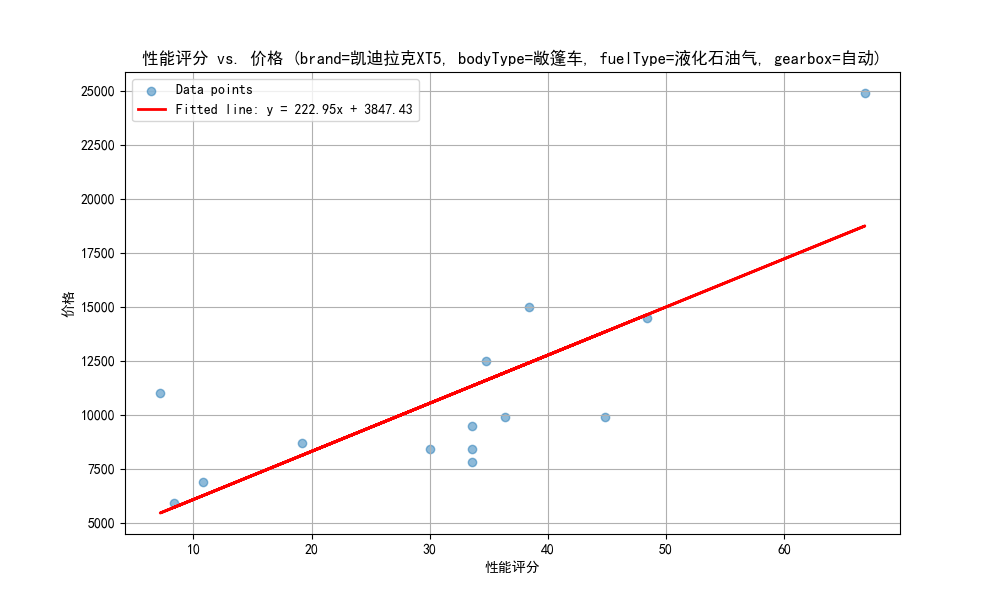 性能评分 vs. 价格 (brand=凯迪拉克XT5, bodyType=敞篷车, fuelType=液化石油气, gearbox=自动)
Data points
Fitted line: y = 222.95x + 3847.43
25000
22500
20000
17500
15000
12500
10000
7500
5000
价格
10 20 30 40 50 60
性能评分